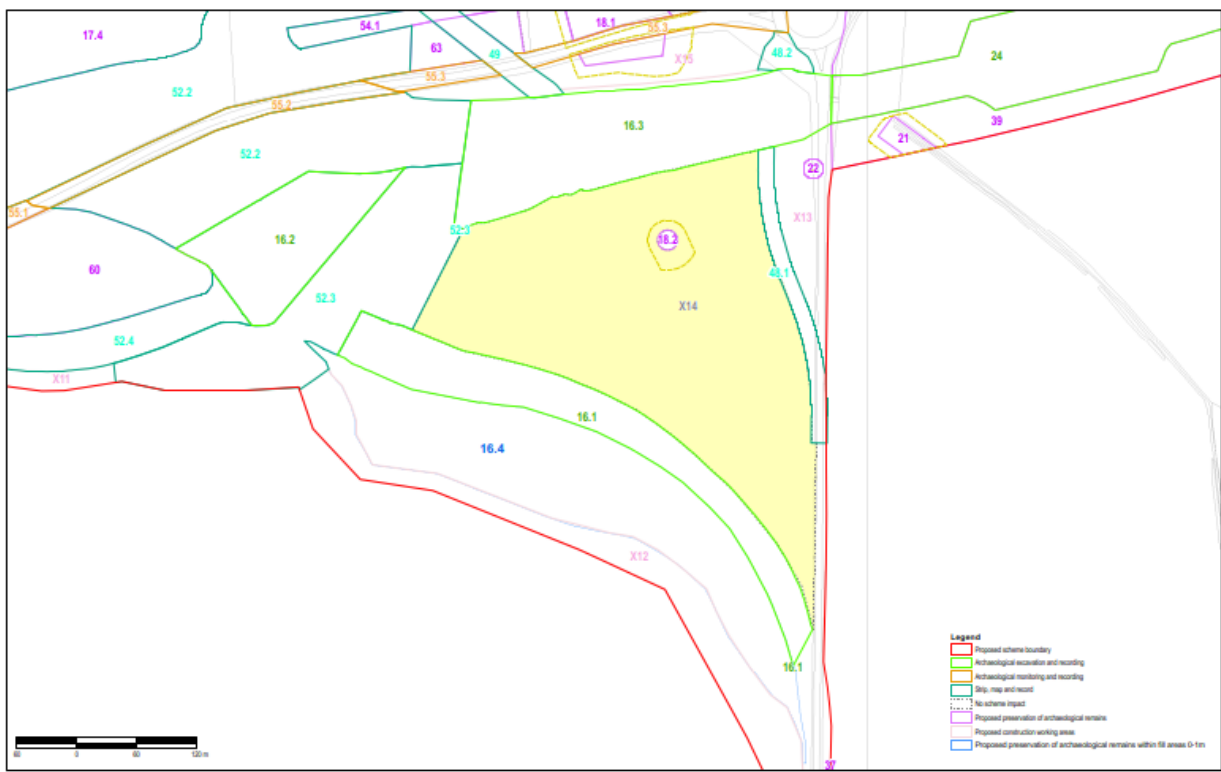 54.1
18.1
17.4
55.3
63
49
48.2
24
X15
55.3
52.2
55.2
16.3
39
21
52.2
22
55.1
X13
52.3
16.2
18.2
60
48.1
52.3
X14
52.4
X11
16.1
16.4
X12
16.1
37
Legend
Proposed scheme boundary
Archaeological excavation and recording
Archaeological monitoring and recording
Strip, map and record
No scheme impact
Proposed preservation of archaeological remains
Proposed construction working areas
Proposed preservation of archaeological remains within fill areas 0-1m
60 0 60 120 m